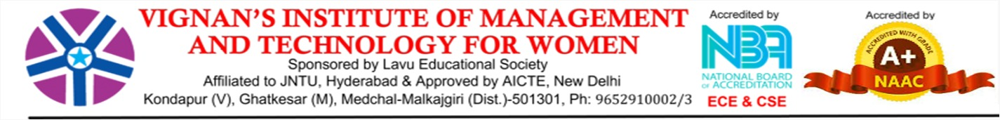 VIGNAN'S INSTITUTE OF MANAGEMENT
AND TECHNOLOGY FOR WOMEN
Sponsored by Lavu Educational Society
Affiliated to JNTU, Hyderabad & Approved by AICTE, New Delhi
Kondapur (V), Ghatkesar (M), Medchal-Malkajgiri (Dist.)-501301, Ph: 9652910002/3
Accredited by
NBA
NATIONAL BOARD
OF ACCREDITATION
ECE & CSE
Accredited by
ACCREDITED WITH GRADE
A+
NAAC